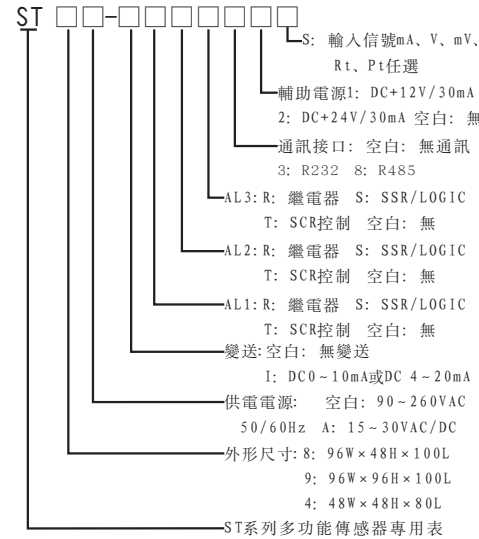 ST □□-□□□□□□□
S: 輸入信號mA、V、mV、
Rt、Pt任選
輔助電源1: DC+12V/30mA
2: DC+24V/30mA 空白: 無
通訊接口: 空白: 無通訊
3: R232 8: R485
AL3: R: 繼電器 S: SSR/LOGIC
T: SCR控制 空白: 無
AL2: R: 繼電器 S: SSR/LOGIC
T: SCR控制 空白: 無
AL1: R: 繼電器 S: SSR/LOGIC
T: SCR控制 空白: 無
變送: 空白: 無變送
I: DC0~10mA或DC 4~20mA
供電電源: 空白: 90~260VAC
50/60Hz A: 15~30VAC/DC
外形尺寸: 8: 96W×48H×100L
9: 96W×96H×100L
4: 48W×48H×80L
ST系列多功能傳感器專用表